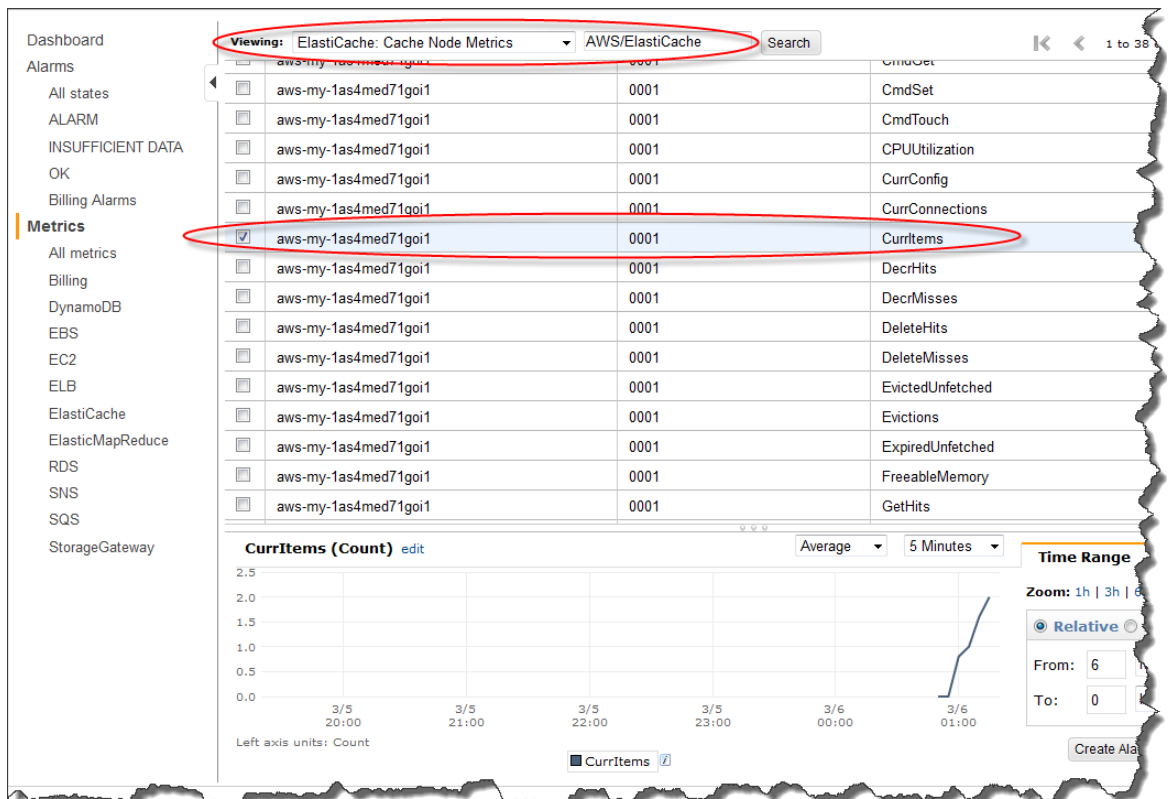 Dashboard
Alarms
All states
ALARM
INSUFFICIENT DATA
OK
Billing Alarms
Metrics
All metrics
Billing
DynamoDB
EBS
EC2
ELB
ElastiCache
ElasticMapReduce
RDS
SNS
SQS
StorageGateway
Viewing: ElastiCache: Cache Node Metrics AWS/ElastiCache Search 1 to 38
aws-my-1as4med71goi1 0001 CmdGet
aws-my-1as4med71goi1 0001 CmdSet
aws-my-1as4med71goi1 0001 CmdTouch
aws-my-1as4med71goi1 0001 CPUUtilization
aws-my-1as4med71goi1 0001 CurrConfig
aws-my-1as4med71goi1 0001 CurrConnections
aws-my-1as4med71goi1 0001 CurrItems
aws-my-1as4med71goi1 0001 DecrHits
aws-my-1as4med71goi1 0001 DecrMisses
aws-my-1as4med71goi1 0001 DeleteHits
aws-my-1as4med71goi1 0001 DeleteMisses
aws-my-1as4med71goi1 0001 EvictedUnfetched
aws-my-1as4med71goi1 0001 Evictions
aws-my-1as4med71goi1 0001 ExpiredUnfetched
aws-my-1as4med71goi1 0001 FreeableMemory
aws-my-1as4med71goi1 0001 GetHits
CurrItems (Count) edit Average 5 Minutes
2.5
2.0
1.5
1.0
0.5
0.0
3/5 3/5 3/5 3/5 3/6 3/6
20:00 21:00 22:00 23:00 00:00 01:00
Left axis units: Count
CurrItems
Time Range
Zoom: 1h | 3h |
Relative
From: 6
To: 0
Create Ala